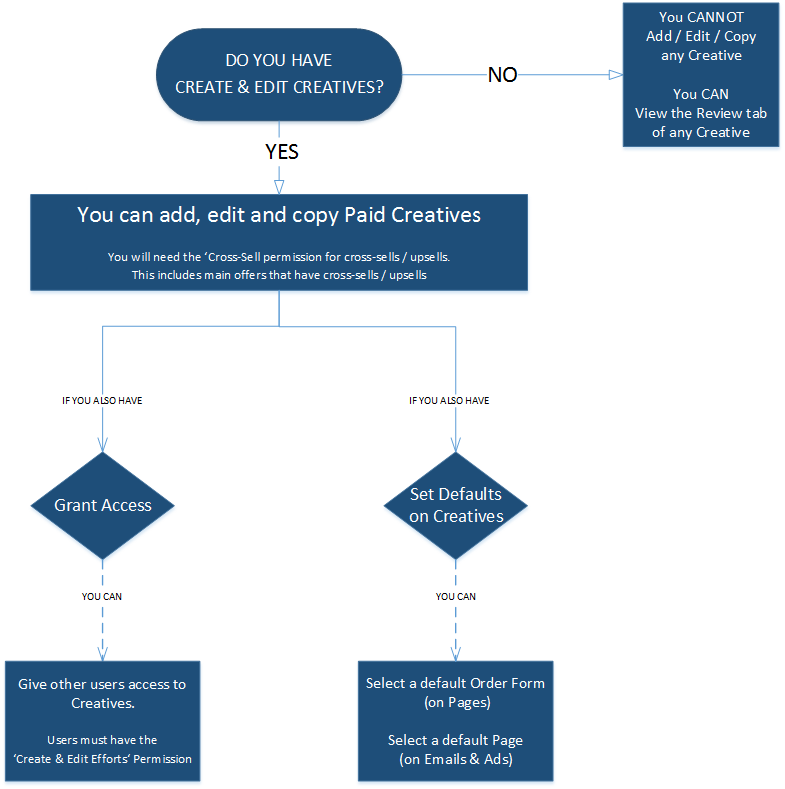 DO YOU HAVE
CREATE & EDIT CREATIVES?
NO
You CANNOT
Add / Edit / Copy
any Creative
You CAN
View the Review tab
of any Creative
YES
You can add, edit and copy Paid Creatives
You will need the ‘Cross-Sell permission for cross-sells / upsells.
This includes main offers that have cross-sells / upsells
IF YOU ALSO HAVE
IF YOU ALSO HAVE
Grant Access
Set Defaults
on Creatives
YOU CAN
YOU CAN
Give other users access to
Creatives.
Users must have the
‘Create & Edit Efforts’ Permission
Select a default Order Form
(on Pages)
Select a default Page
(on Emails & Ads)